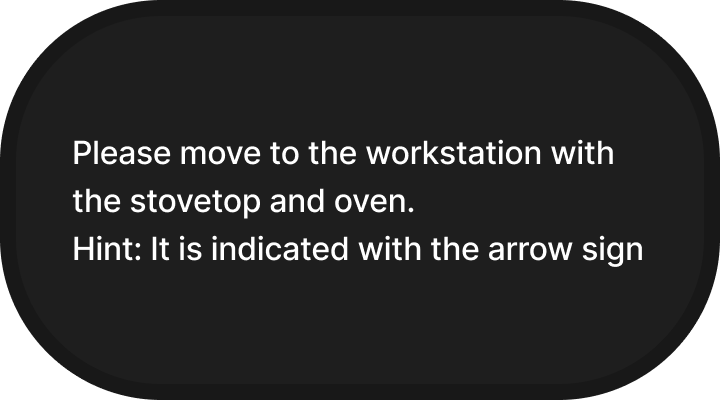 Please move to the workstation with
the stovetop and oven.
Hint: It is indicated with the arrow sign